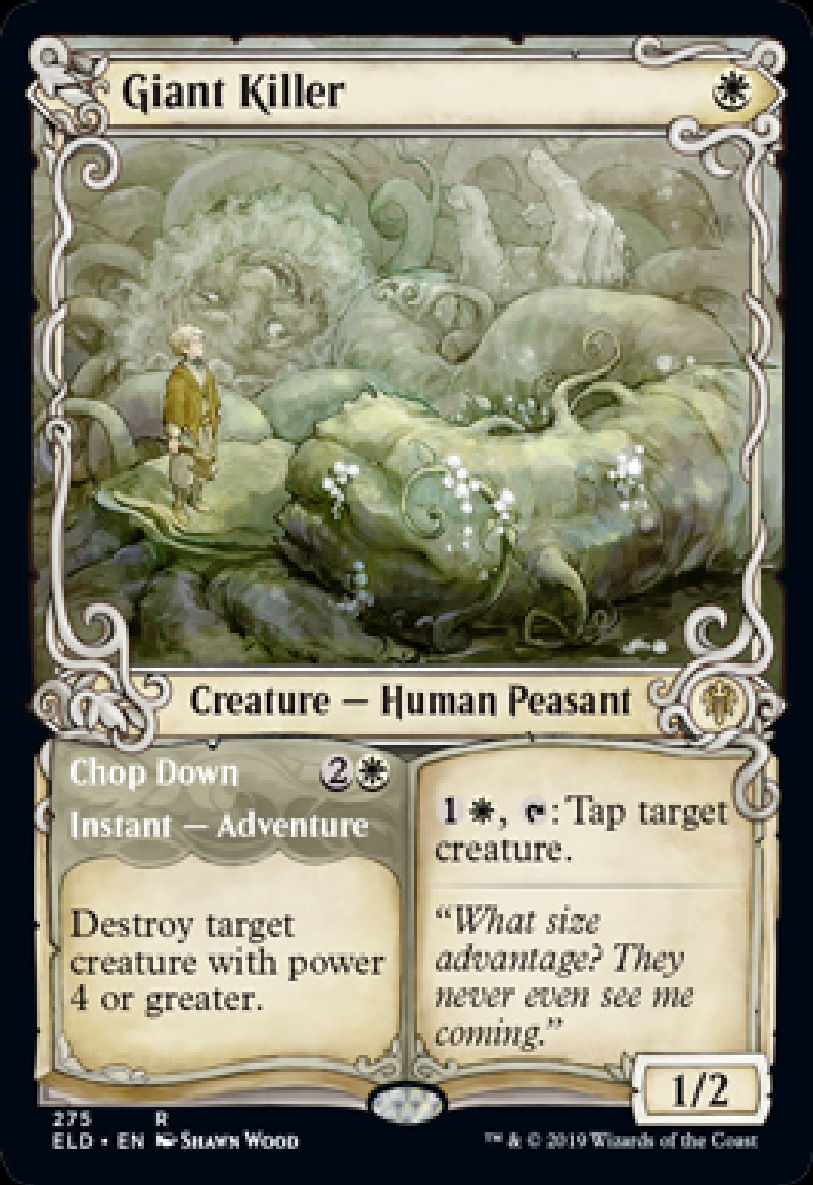 Giant Killer
Creature — Human Peasant
Chop Down 2
Instant — Adventure
Destroy target
creature with power
4 or greater.
1 , : Tap target
creature.
“What size
advantage? They
never even see me
coming.”
1/2
275 R
ELD • EN SHAWN WOOD
™ & © 2019 Wizards of the Coast